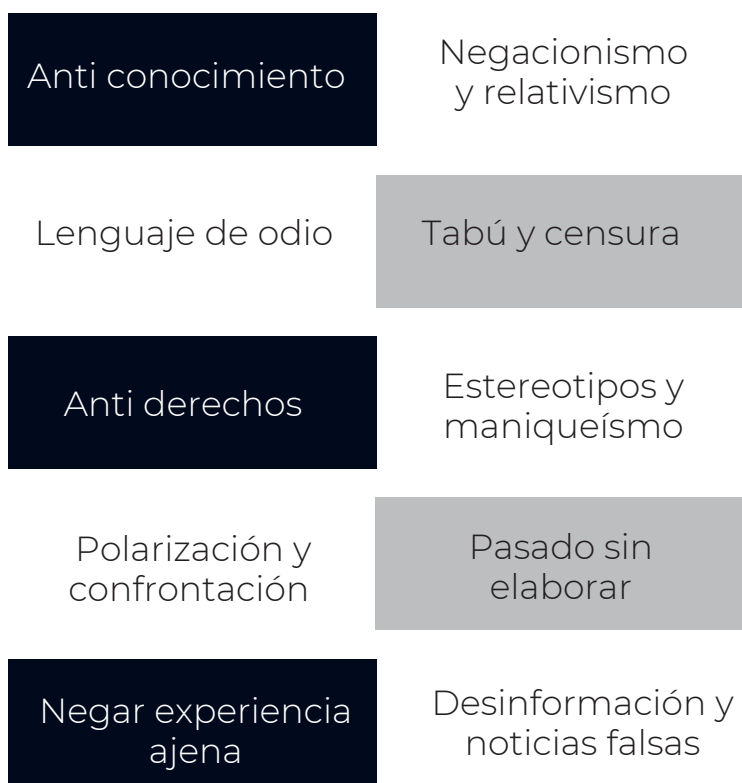 Anti conocimiento
Negacionismo
y relativismo
Lenguaje de odio
Tabú y censura
Anti derechos
Estereotipos y
maniqueísmo
Polarización y
confrontación
Pasado sin
elaborar
Negar experiencia
ajena
Desinformación y
noticias falsas